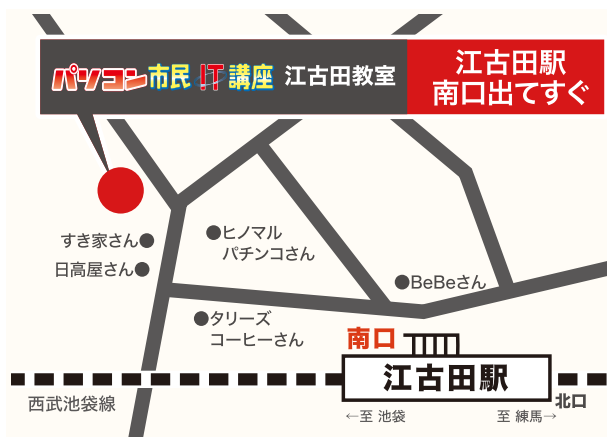 パソコン市民IT講座 江古田教室
江古田駅
南口出てすぐ
すき家さん●
日高屋さん●
●ヒノマル
パチンコさん
●BeBeさん
●タリーズ
コーヒーさん
南口
江古田駅
北口
西武池袋線
←至 池袋
至 練馬→